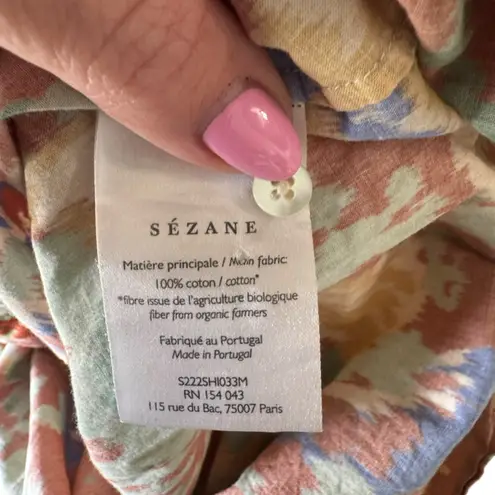 SÉZANE
Matière principale / Main fabric:
100% coton / cotton*
*fibre issue de l'agriculture biologique
fiber from organic farmers
Fabriqué au Portugal
Made in Portugal
S222SHI033M
RN 154 043
115 rue du Bac, 75007 Paris